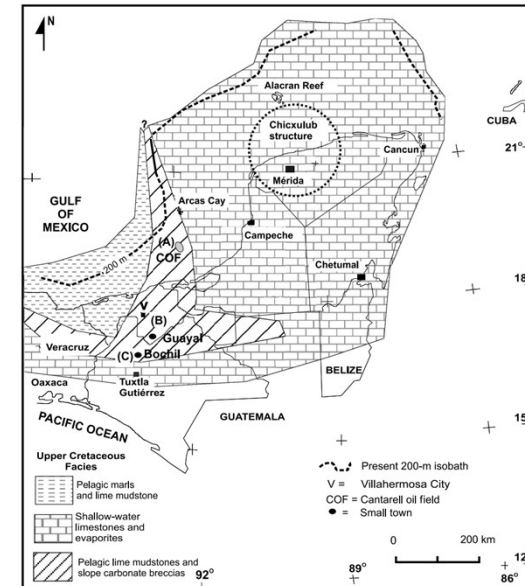 N
Alacran Reef
CUBA
Chicxulub
structure
Cancun
21°
?
Mérida
GULF
OF
MEXICO
Arcas Cay
(A)
COF
Campeche
200 m
Chetumal
18
V
(B)
Guayal
Veracruz
(C)
Bochil
BELIZE
Oaxaca
Tuxtla
Gutiérrez
GUATEMALA
PACIFIC OCEAN
15
Upper Cretaceous
Facies
Pelagic marls
and lime mudstone
Shallow-water
limestones and
evaporites
Pelagic lime mudstones and
slope carbonate breccias
Present 200-m isobath
V = Villahermosa City
COF = Cantarell oil field
= Small town
0 200 km
92°
89°
86°
12